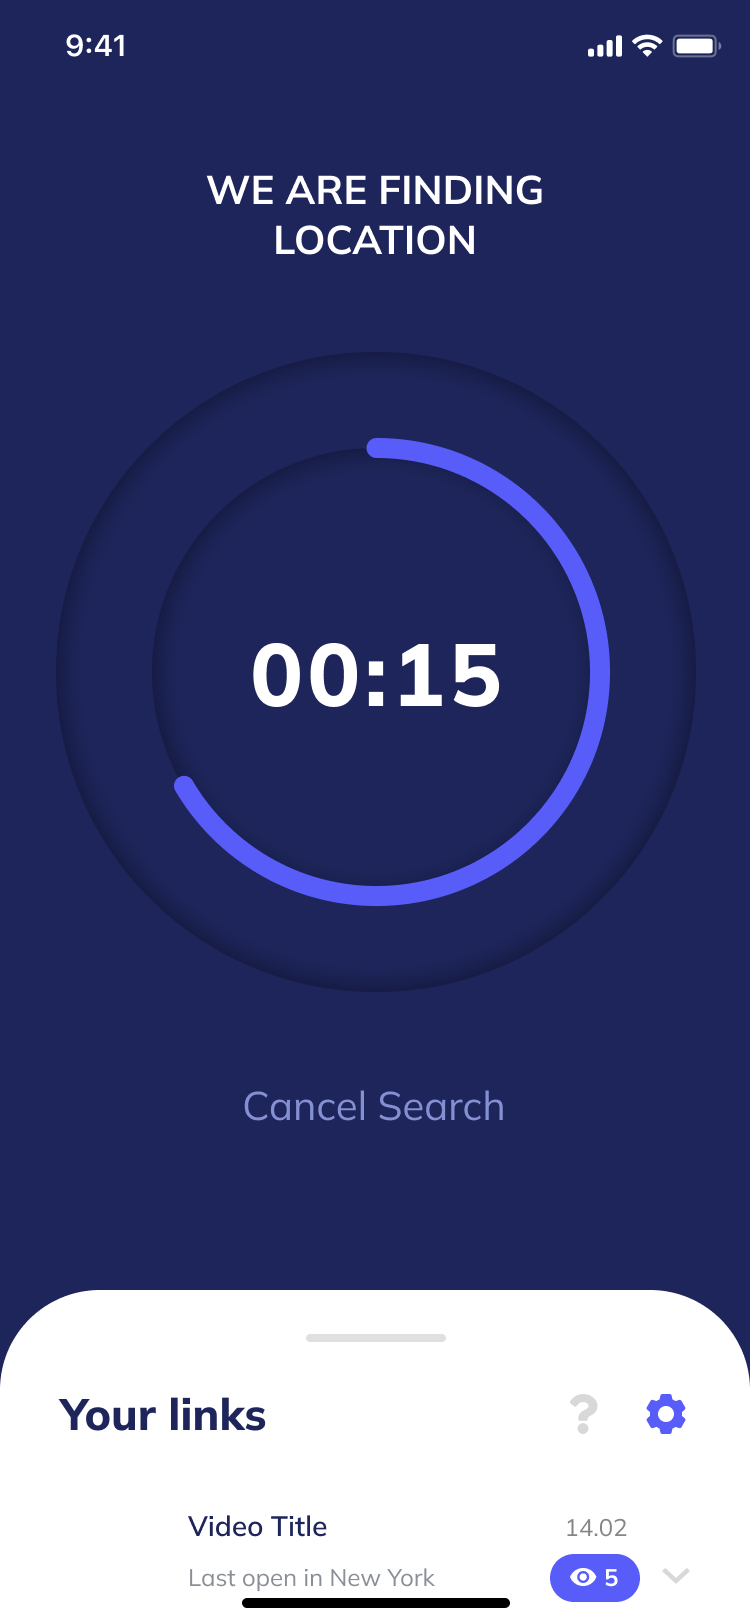 9:41
WE ARE FINDING
LOCATION
00:15
Cancel Search
Your links
?
Video Title
14.02
Last open in New York
5